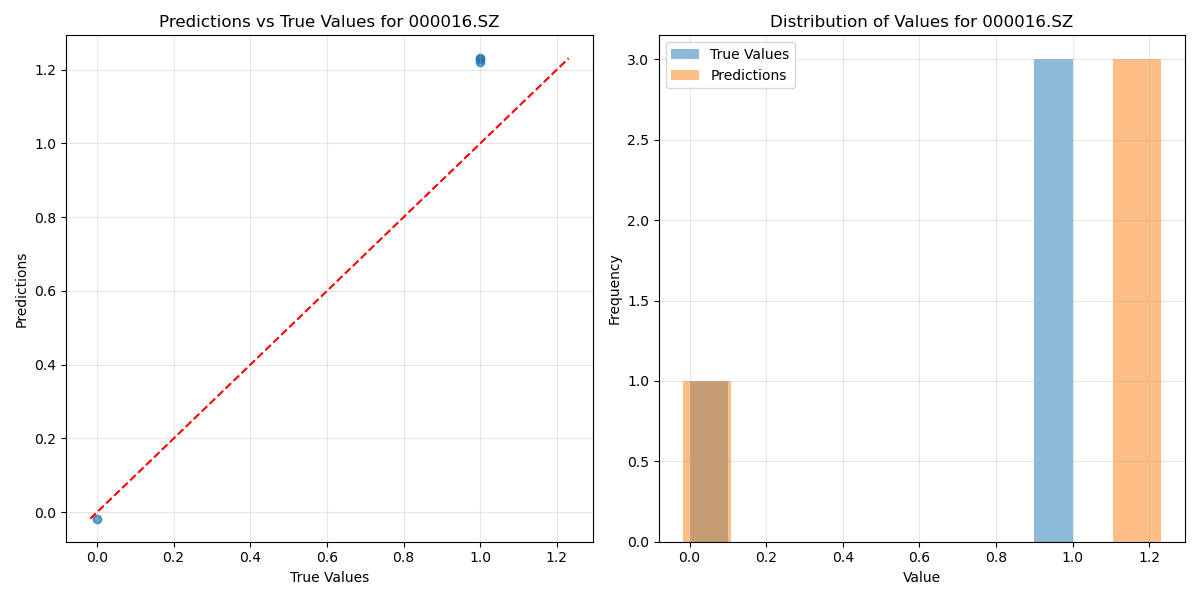 Predictions vs True Values for 000016.SZ
Predictions
1.2
1.0
0.8
0.6
0.4
0.2
0.0
0.0 0.2 0.4 0.6 0.8 1.0 1.2
True Values
Distribution of Values for 000016.SZ
True Values
Predictions
Frequency
3.0
2.5
2.0
1.5
1.0
0.5
0.0
0.0 0.2 0.4 0.6 0.8 1.0 1.2
Value